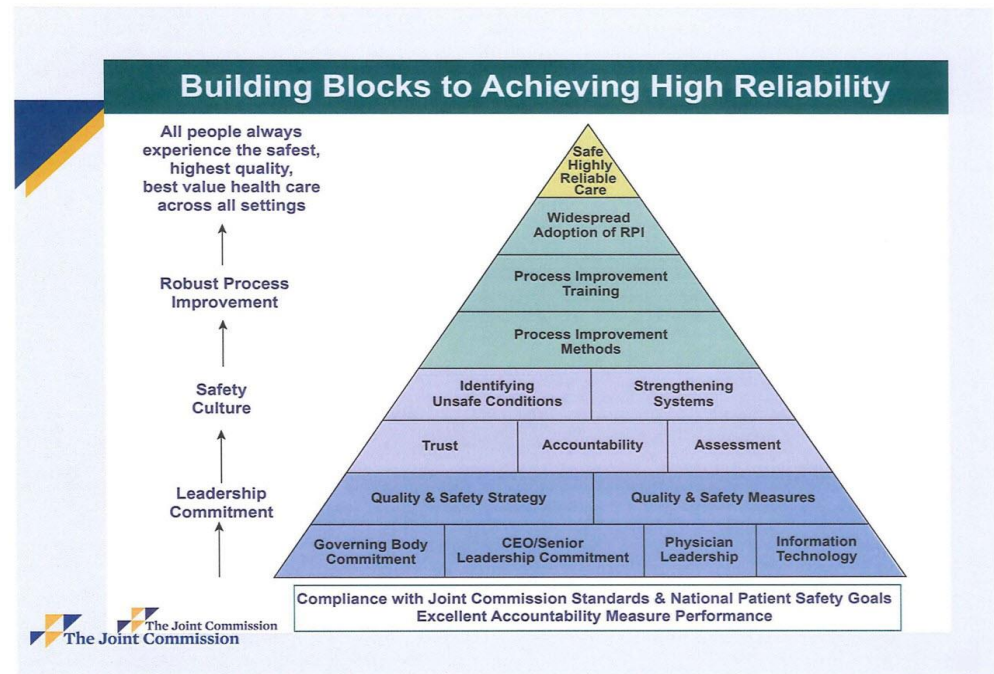 Building Blocks to Achieving High Reliability
All people always
experience the safest,
highest quality,
best value health care
across all settings
Robust Process
Improvement
Safety
Culture
Leadership
Commitment
Safe
Highly
Reliable
Care
Widespread
Adoption of RPI
Process Improvement
Training
Process Improvement
Methods
Identifying
Unsafe Conditions
Strengthening
Systems
Trust
Accountability
Assessment
Quality & Safety Strategy
Quality & Safety Measures
Governing Body
Commitment
CEO/Senior
Leadership Commitment
Physician
Leadership
Information
Technology
Compliance with Joint Commission Standards & National Patient Safety Goals
Excellent Accountability Measure Performance
The Joint Commission
The Joint Commission